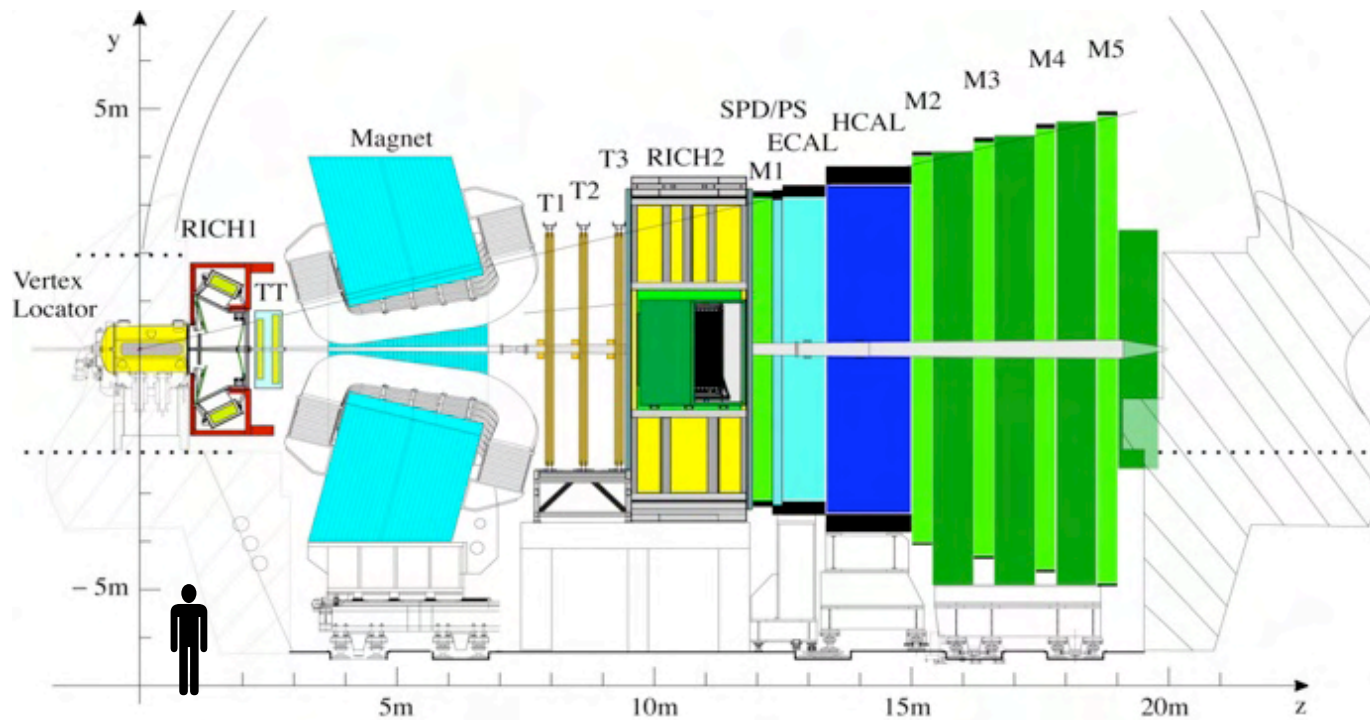 y
5m
Magnet
RICH1
Vertex
Locator
TT
T1
T2
T3
RICH2
SPD/PS
M1
ECAL
HCAL
M2
M3
M4
M5
− 5m
5m
10m
15m
20m
z